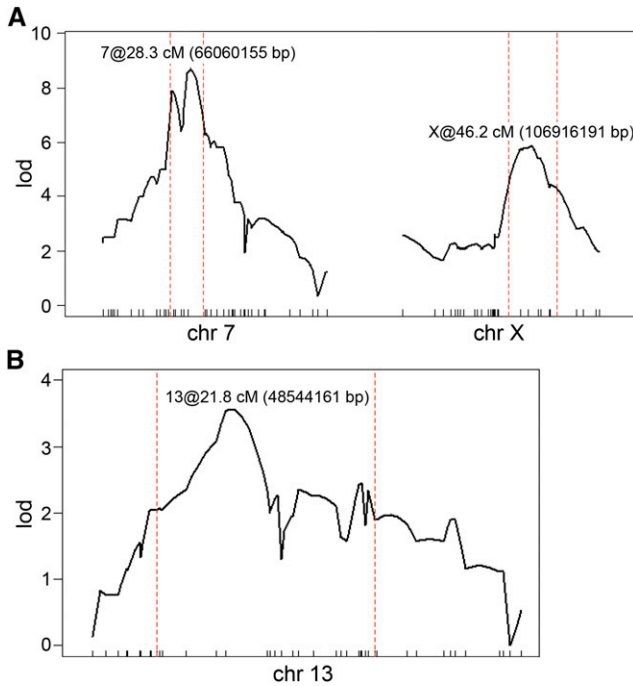 A
10
8
6
4
2
0
lod
7@28.3 cM (66060155 bp)
X@46.2 cM (106916191 bp)
chr 7
chr X
B
4
3
2
1
0
lod
13@21.8 cM (48544161 bp)
chr 13